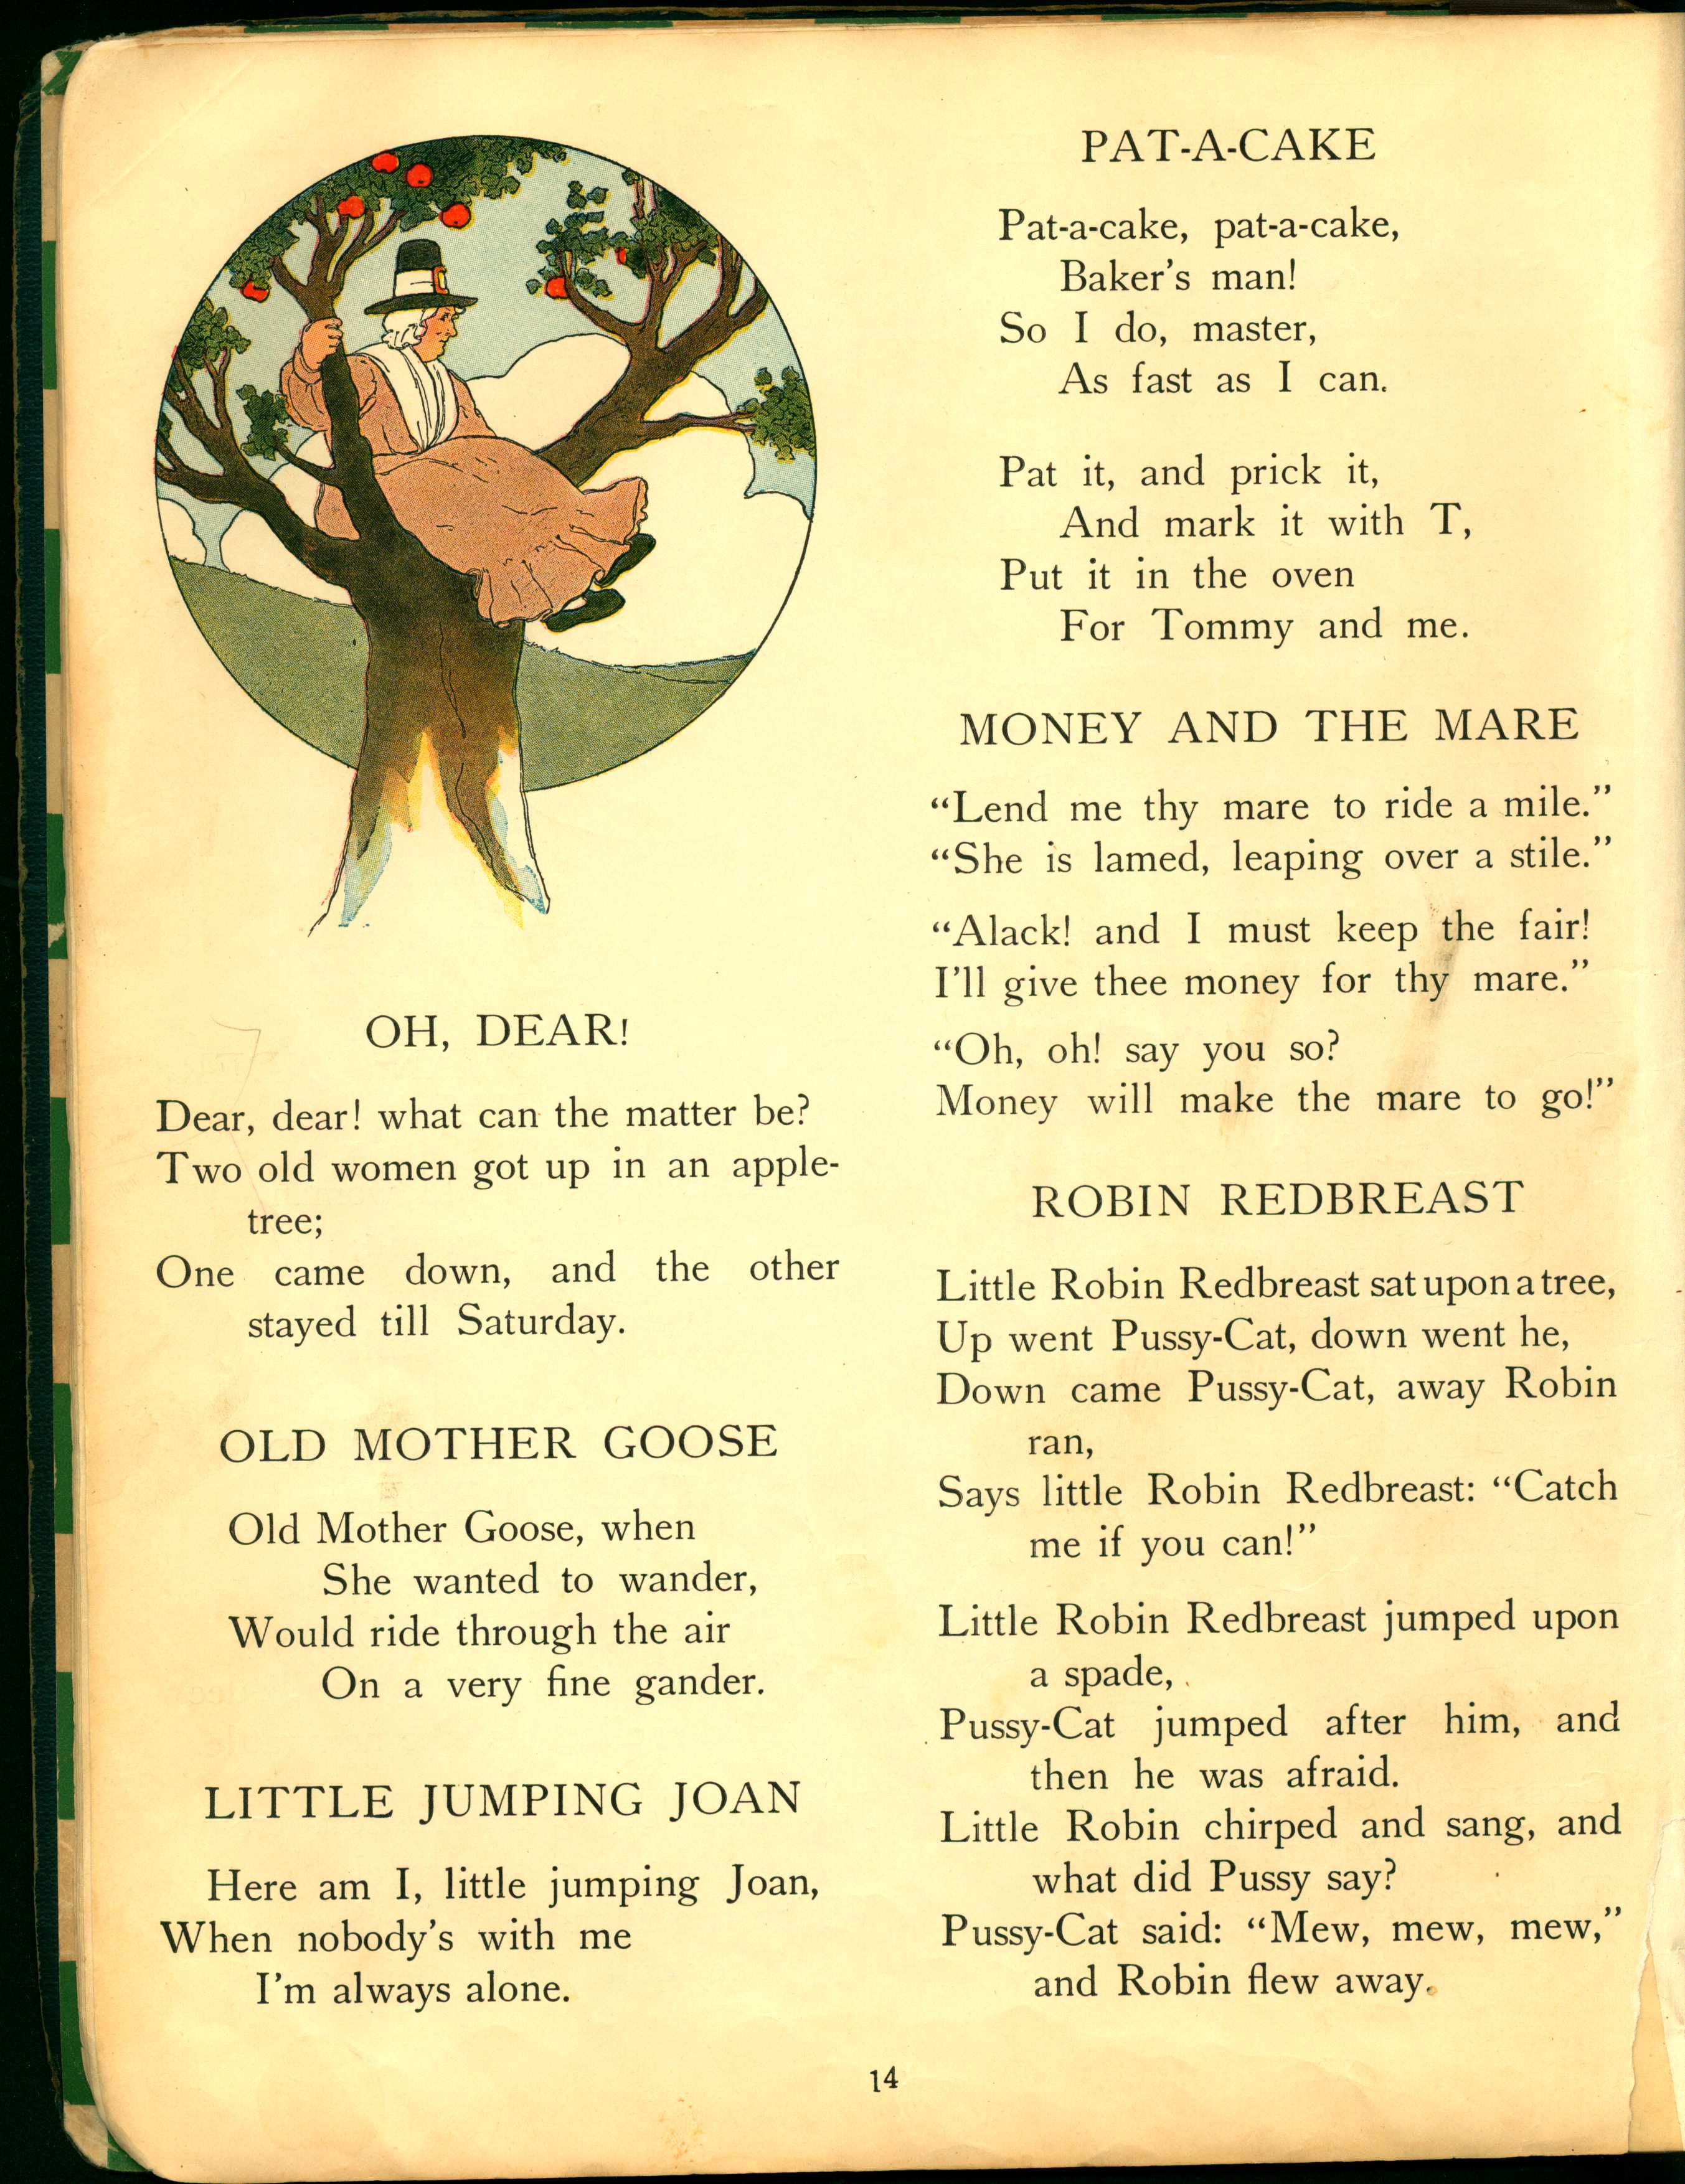 OH, DEAR!
Dear, dear! what can the matter be?
Two old women got up in an apple-
tree;
One came down, and the other
stayed till Saturday.
OLD MOTHER GOOSE
Old Mother Goose, when
She wanted to wander,
Would ride through the air
On a very fine gander.
LITTLE JUMPING JOAN
Here am I, little jumping Joan,
When nobody's with me
I'm always alone.
PAT-A-CAKE
Pat-a-cake, pat-a-cake,
Baker's man!
So I do, master,
As fast as I can.
Pat it, and prick it,
And mark it with T,
Put it in the oven
For Tommy and me.
MONEY AND THE MARE
“Lend me thy mare to ride a mile.”
“She is lamed, leaping over a stile.”
“Alack! and I must keep the fair!
I'll give thee money for thy mare.”
“Oh, oh! say you so?
Money will make the mare to go!”
ROBIN REDBREAST
Little Robin Redbreast sat upon a tree,
Up went Pussy-Cat, down went he,
Down came Pussy-Cat, away Robin
ran,
Says little Robin Redbreast: “Catch
me if you can!”
Little Robin Redbreast jumped upon
a spade,
Pussy-Cat jumped after him, and
then he was afraid.
Little Robin chirped and sang, and
what did Pussy say?
Pussy-Cat said: “Mew, mew, mew,”
and Robin flew away.
14